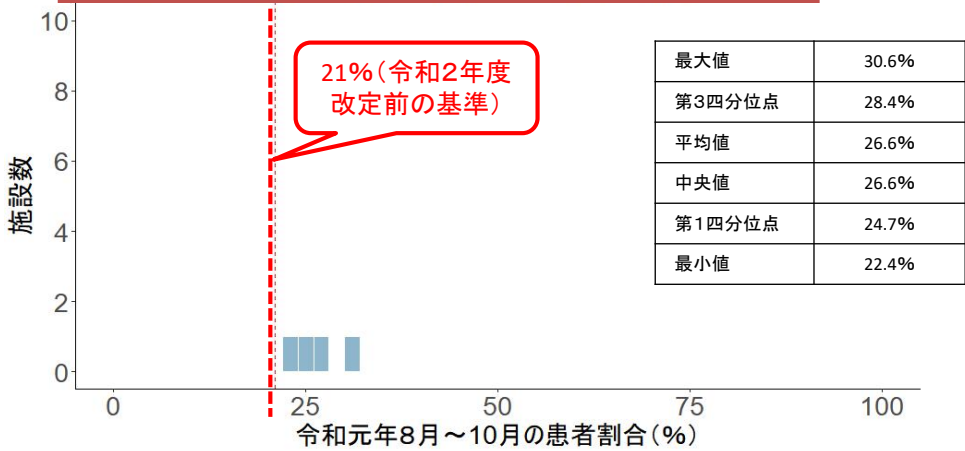 10
8
6
4
2
0
施設数
21%(令和2年度
改定前の基準)
最大値 30.6%
第3四分位点 28.4%
平均値 26.6%
中央値 26.6%
第1四分位点 24.7%
最小値 22.4%
0 25 50 75 100
令和元年8月~10月の患者割合(%)